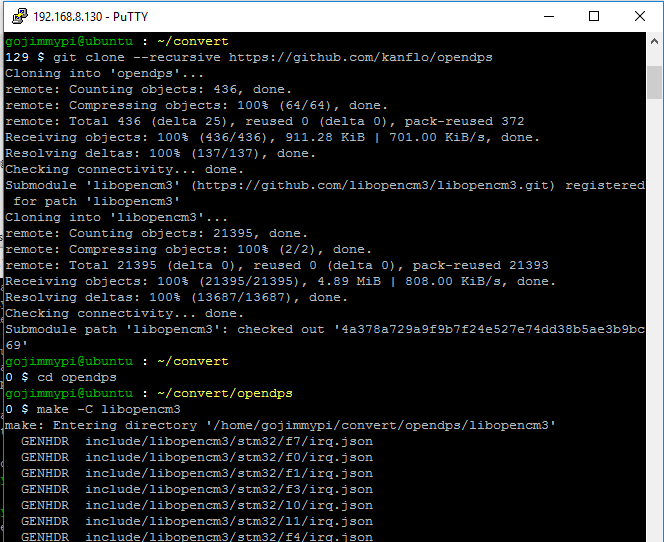 192.168.8.130 - PuTTY
gojimmypi@ubuntu : ~/convert
129 $ git clone --recursive https://github.com/kanflo/opendps
Cloning into 'opendps'...
remote: Counting objects: 436, done.
remote: Compressing objects: 100% (64/64), done.
remote: Total 436 (delta 25), reused 0 (delta 0), pack-reused 372
Receiving objects: 100% (436/436), 911.28 KiB | 701.00 KiB/s, done.
Resolving deltas: 100% (137/137), done.
Checking connectivity... done.
Submodule 'libopencm3' (https://github.com/libopencm3/libopencm3.git) registered
 for path 'libopencm3'
Cloning into 'libopencm3'...
remote: Counting objects: 21395, done.
remote: Compressing objects: 100% (2/2), done.
remote: Total 21395 (delta 0), reused 0 (delta 0), pack-reused 21393
Receiving objects: 100% (21395/21395), 4.89 MiB | 808.00 KiB/s, done.
Resolving deltas: 100% (13687/13687), done.
Checking connectivity... done.
Submodule path 'libopencm3': checked out '4a378a729a9f9b7f24e527e74dd38b5ae3b9bc
69'
gojimmypi@ubuntu : ~/convert
0 $ cd opendps
gojimmypi@ubuntu : ~/convert/opendps
0 $ make -C libopencm3
make: Entering directory '/home/gojimmypi/convert/opendps/libopencm3'
  GENHDR  include/libopencm3/stm32/f7/irq.json
  GENHDR  include/libopencm3/stm32/f0/irq.json
  GENHDR  include/libopencm3/stm32/f1/irq.json
  GENHDR  include/libopencm3/stm32/f3/irq.json
  GENHDR  include/libopencm3/stm32/l0/irq.json
  GENHDR  include/libopencm3/stm32/l1/irq.json
  GENHDR  include/libopencm3/stm32/f4/irq.json